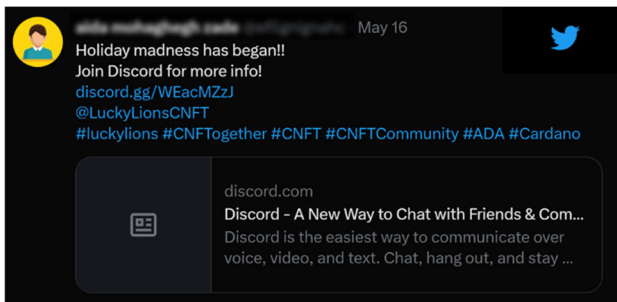 May 16
Holiday madness has began!!
Join Discord for more info!
discord.gg/WEacMZzJ
@LuckyLionsCNFT
#luckylions #CNFTogether #CNFT #CNFTCommunity #ADA #Cardano
discord.com
Discord - A New Way to Chat with Friends & Com...
Discord is the easiest way to communicate over
voice, video, and text. Chat, hang out, and stay ...